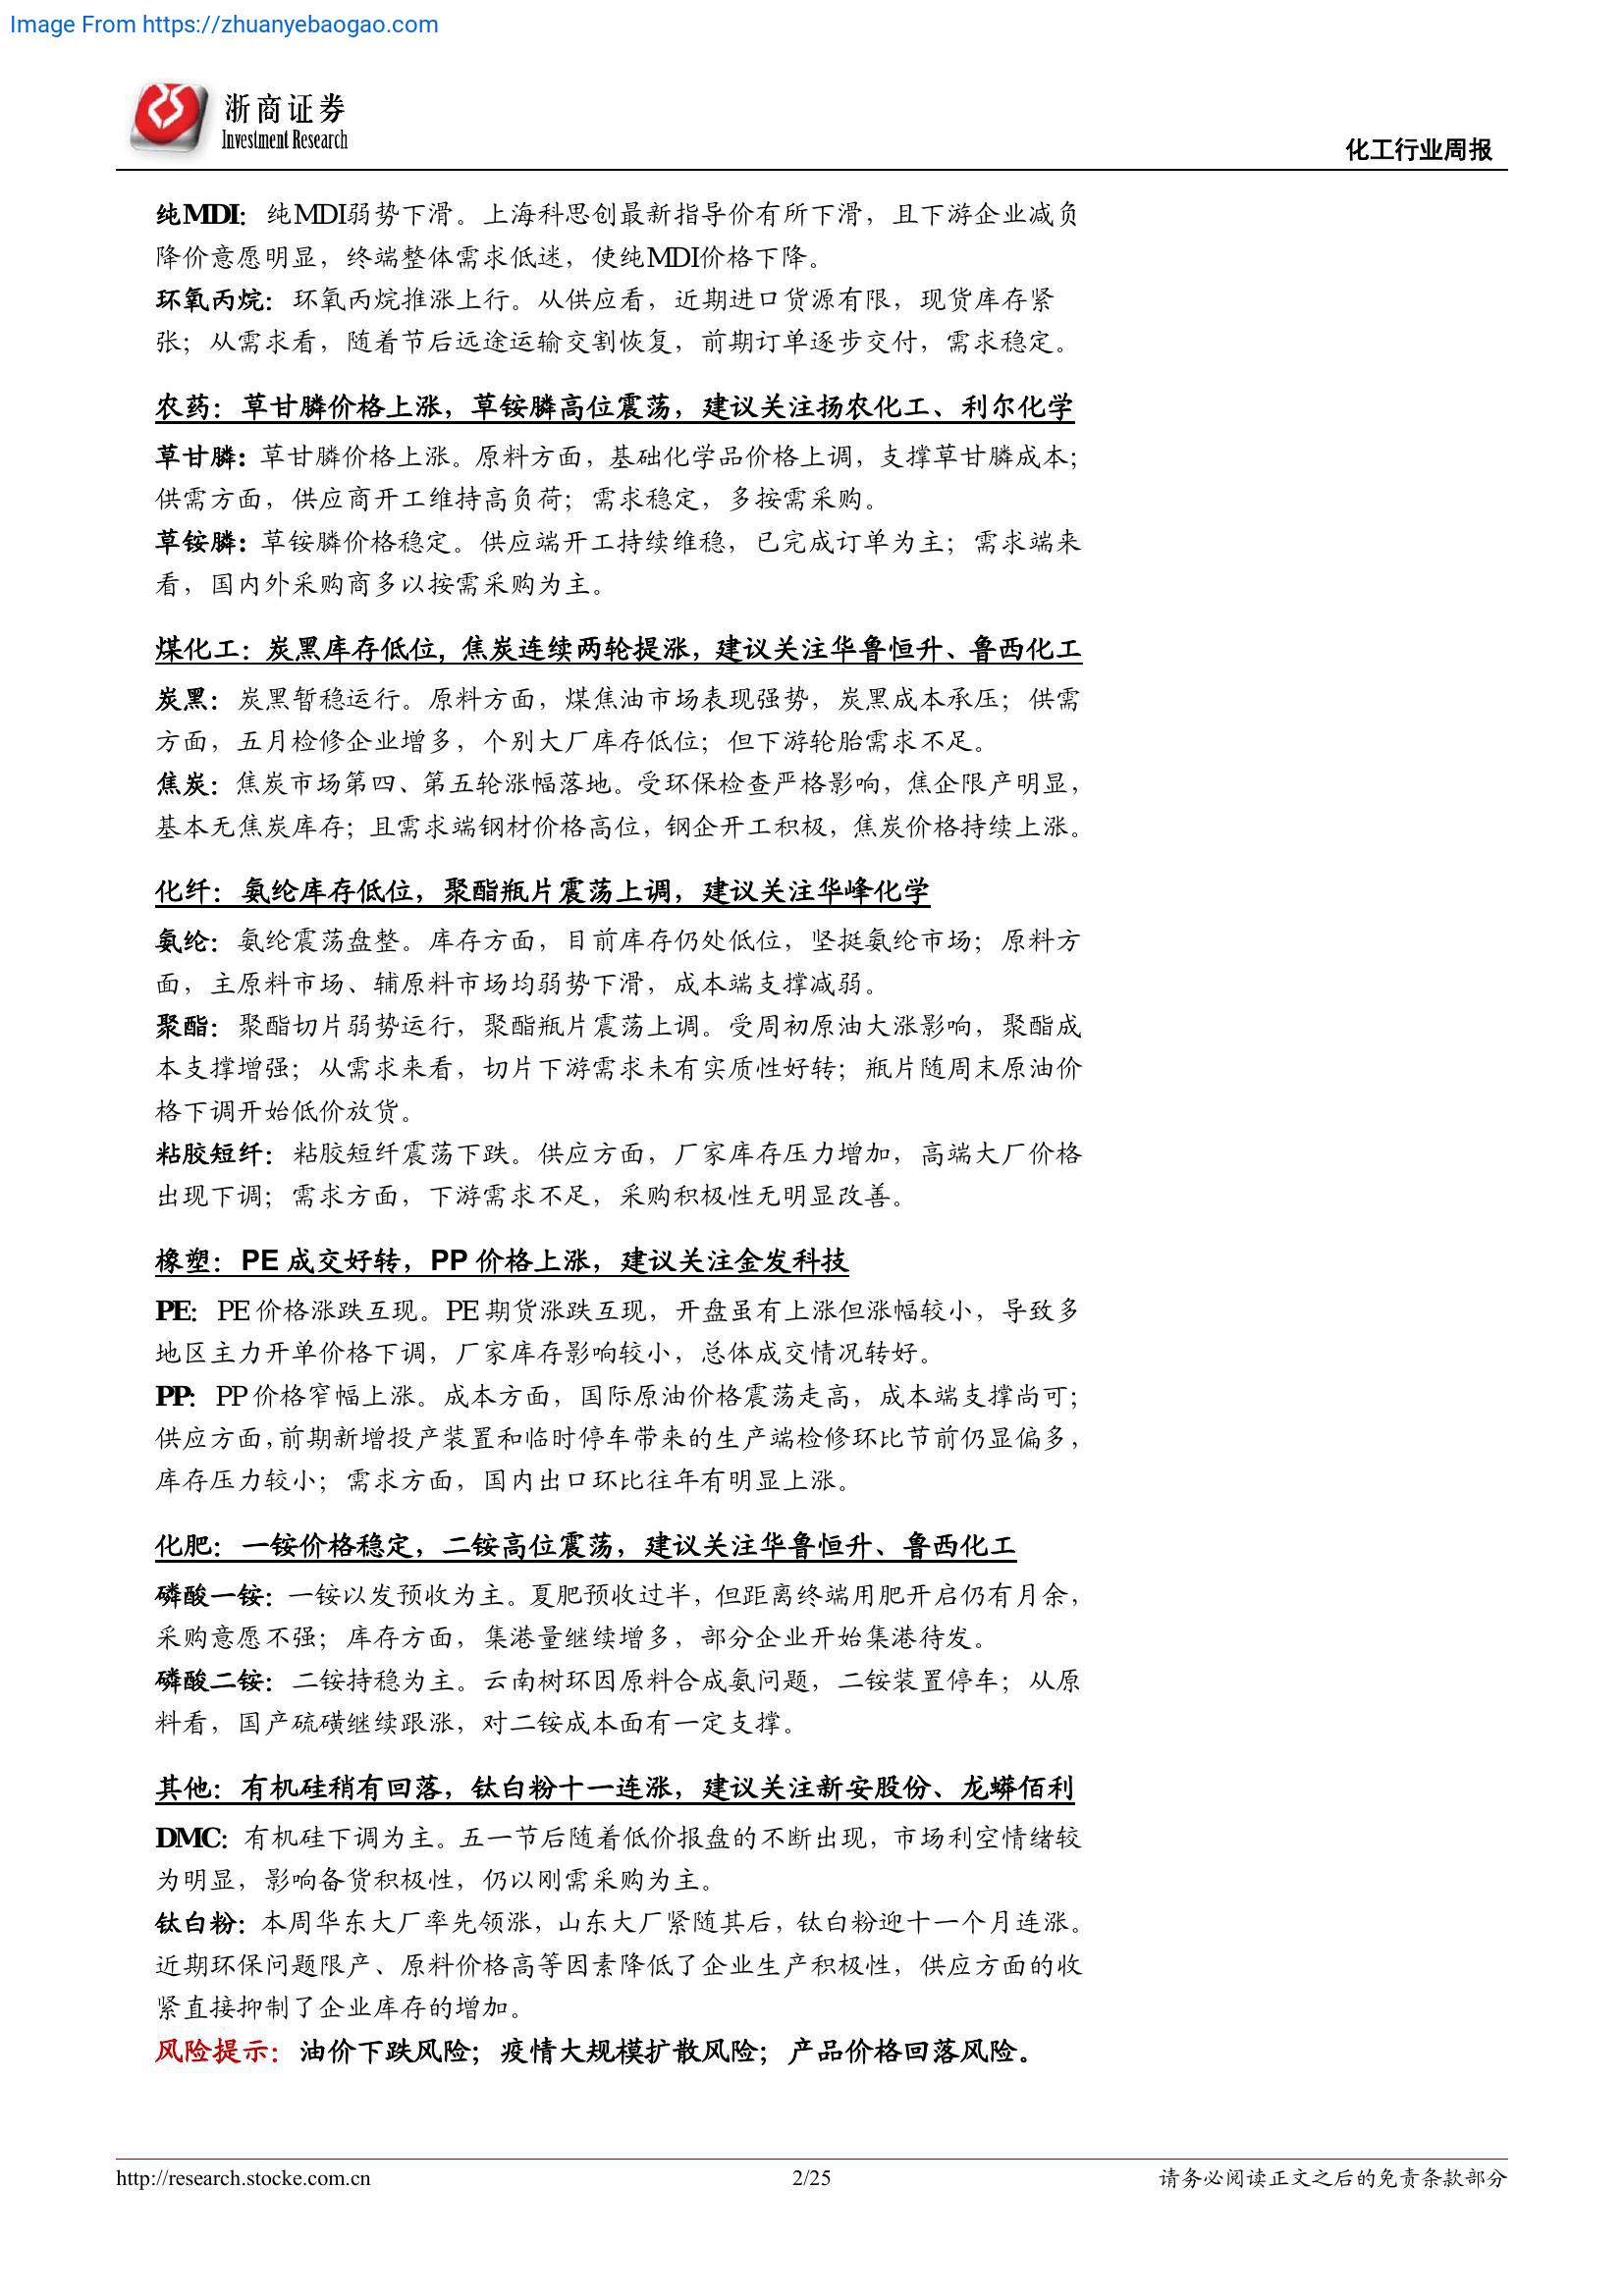 Image From https://zhuanyebaogao.com
浙商证券
Investment Research
化工行业周报
纯MDI：纯MDI弱势下滑。上海科思创最新指导价有所下滑，且下游企业减负
降价意愿明显，终端整体需求低迷，使纯MDI价格下降。
环氧丙烷：环氧丙烷推涨上行。从供应看，近期进口货源有限，现货库存紧
张；从需求看，随着节后远途运输交割恢复，前期订单逐步交付，需求稳定。
农药：草甘膦价格上涨，草铵膦高位震荡，建议关注扬农化工、利尔化学
草甘膦：草甘膦价格上涨。原料方面，基础化学品价格上调，支撑草甘膦成本；
供需方面，供应商开工维持高负荷；需求稳定，多按需采购。
草铵膦：草铵膦价格稳定。供应端开工持续维稳，已完成订单为主；需求端来
看，国内外采购商多以按需采购为主。
煤化工：炭黑库存低位，焦炭连续两轮提涨，建议关注华鲁恒升、鲁西化工
炭黑：炭黑暂稳运行。原料方面，煤焦油市场表现强势，炭黑成本承压；供需
方面，五月检修企业增多，个别大厂库存低位；但下游轮胎需求不足。
焦炭：焦炭市场第四、第五轮涨幅落地。受环保检查严格影响，焦企限产明显，
基本无焦炭库存；且需求端钢材价格高位，钢企开工积极，焦炭价格持续上涨。
化纤：氨纶库存低位，聚酯瓶片震荡上调，建议关注华峰化学
氨纶：氨纶震荡盘整。库存方面，目前库存仍处低位，坚挺氨纶市场；原料方
面，主原料市场、辅原料市场均弱势下滑，成本端支撑减弱。
聚酯：聚酯切片弱势运行，聚酯瓶片震荡上调。受周初原油大涨影响，聚酯成
本支撑增强；从需求来看，切片下游需求未有实质性好转；瓶片随周末原油价
格下调开始低价放货。
粘胶短纤：粘胶短纤震荡下跌。供应方面，厂家库存压力增加，高端大厂价格
出现下调；需求方面，下游需求不足，采购积极性无明显改善。
橡塑：PE 成交好转，PP 价格上涨，建议关注金发科技
PE：PE 价格涨跌互现。PE 期货涨跌互现，开盘虽有上涨但涨幅较小，导致多
地区主力开单价格下调，厂家库存影响较小，总体成交情况转好。
PP：PP 价格窄幅上涨。成本方面，国际原油价格震荡走高，成本端支撑尚可；
供应方面，前期新增投产装置和临时停车带来的生产端检修环比节前仍显偏多，
库存压力较小；需求方面，国内出口环比往年有明显上涨。
化肥：一铵价格稳定，二铵高位震荡，建议关注华鲁恒升、鲁西化工
磷酸一铵：一铵以发预收为主。夏肥预收过半，但距离终端用肥开启仍有月余，
采购意愿不强；库存方面，集港量继续增多，部分企业开始集港待发。
磷酸二铵：二铵持稳为主。云南树环因原料合成氨问题，二铵装置停车；从原
料看，国产硫磺继续跟涨，对二铵成本面有一定支撑。
其他：有机硅稍有回落，钛白粉十一连涨，建议关注新安股份、龙蟒佰利
DMC：有机硅下调为主。五一节后随着低价报盘的不断出现，市场利空情绪较
为明显，影响备货积极性，仍以刚需采购为主。
钛白粉：本周华东大厂率先领涨，山东大厂紧随其后，钛白粉迎十一个月连涨。
近期环保问题限产、原料价格高等因素降低了企业生产积极性，供应方面的收
紧直接抑制了企业库存的增加。
风险提示：油价下跌风险；疫情大规模扩散风险；产品价格回落风险。
http://research.stocke.com.cn
2/25
请务必阅读正文之后的免责条款部分